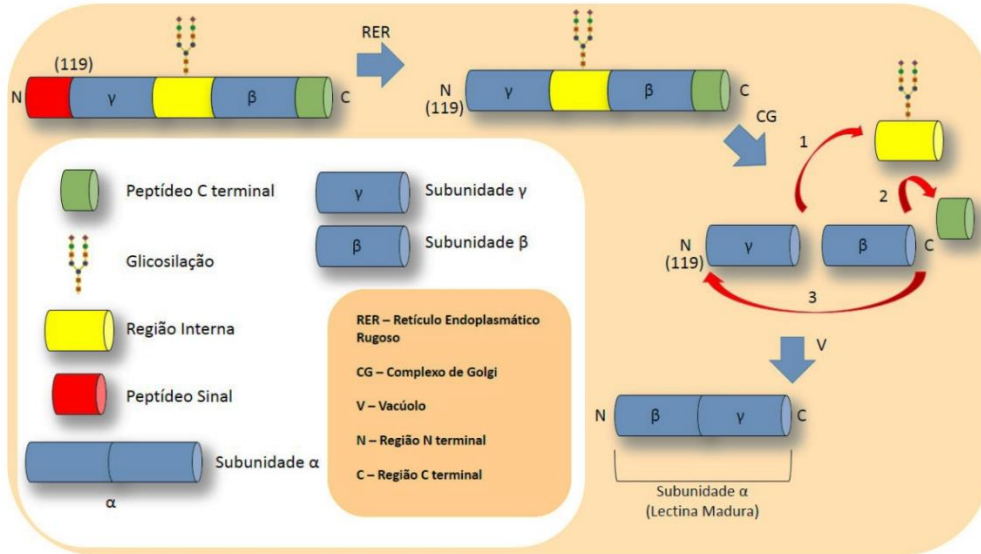 (119)
N
γ
β
C
RER
N
(119)
γ
β
C
CG
1
2
N
(119)
γ
β
C
3
V
N
β
γ
C
Subunidade α
(Lectina Madura)
Peptídeo C terminal
Glicosilação
Região Interna
Peptídeo Sinal
Subunidade α
α
γ
Subunidade γ
β
Subunidade β
RER – Retículo Endoplasmático
Rugoso
CG – Complexo de Golgi
V – Vacúolo
N – Região N terminal
C – Região C terminal